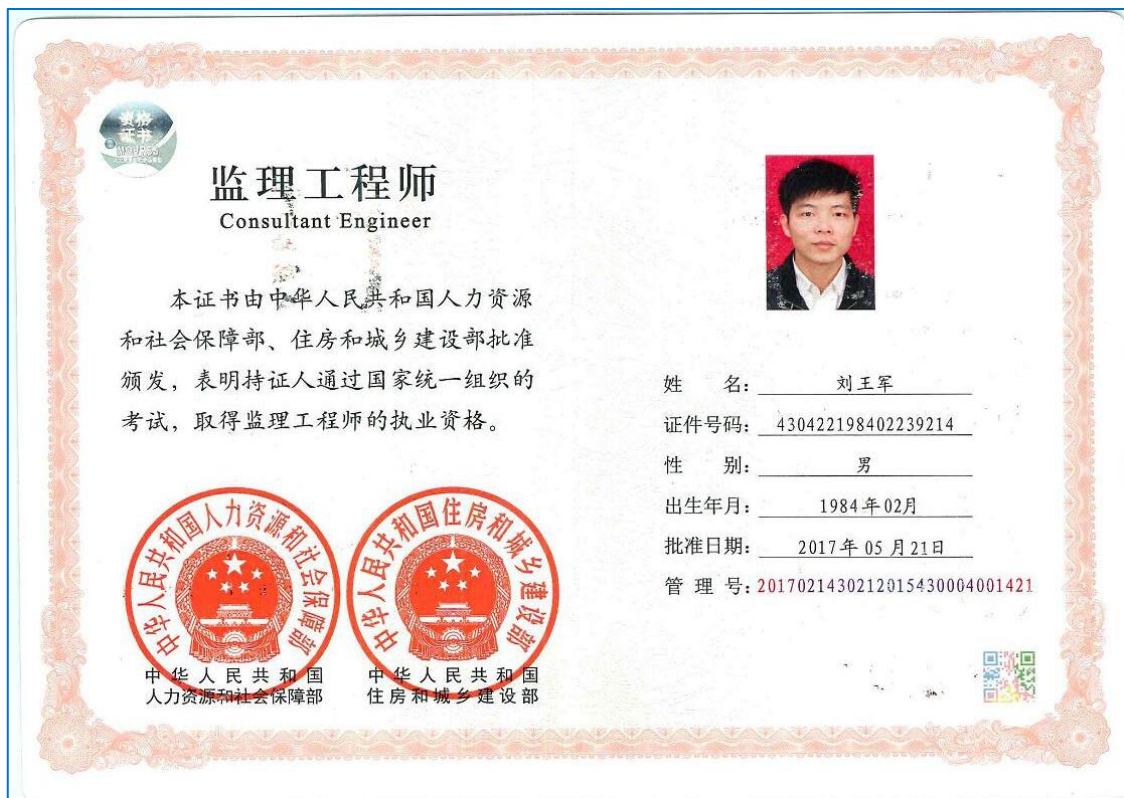 资格
证书
监理工程师
Consultant Engineer
本证书由中华人民共和国人力资源
和社会保障部、住房和城乡建设部批准
颁发，表明持证人通过国家统一组织的
考试，取得监理工程师的执业资格。
中华人民共和国人力资源和社会保障部
中华人民共和国住房和城乡建设部
中华人民共和国
人力资源和社会保障部
中华人民共和国
住房和城乡建设部
姓 名： 刘王军
证件号码： 430422198402239214
性 别： 男
出生年月： 1984年02月
批准日期： 2017年05月21日
管 理 号： 2017021430212015430004001421